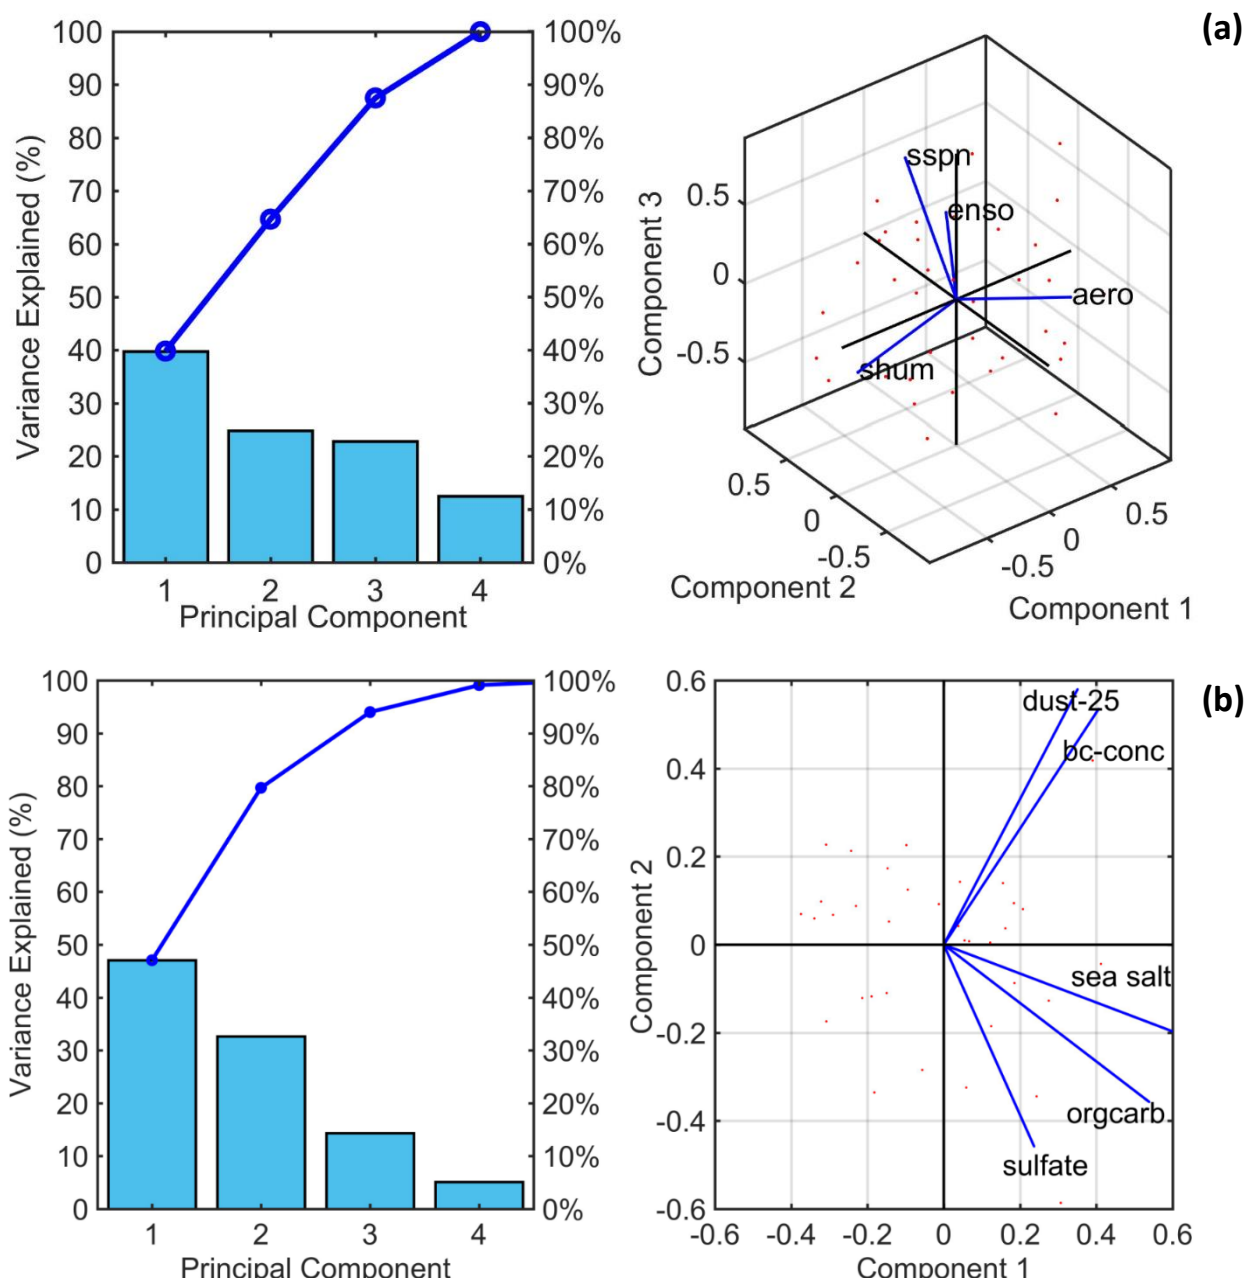 (a)
Variance Explained (%)
100
90
80
70
60
50
40
30
20
10
0
100%
90%
80%
70%
60%
50%
40%
30%
20%
10%
0%
1 2 3 4
Principal Component
Component 3
0.5
0
-0.5
sspn
enso
aero
shum
0.5
0
-0.5
Component 2
-0.5
0
0.5
Component 1
(b)
Variance Explained (%)
100
90
80
70
60
50
40
30
20
10
0
100%
90%
80%
70%
60%
50%
40%
30%
20%
10%
0%
1 2 3 4
Principal Component
Component 2
0.6
0.4
0.2
0
-0.2
-0.4
-0.6
dust-25
bc-conc
sea salt
orgcarb
sulfate
-0.6 -0.4 -0.2 0 0.2 0.4 0.6
Component 1